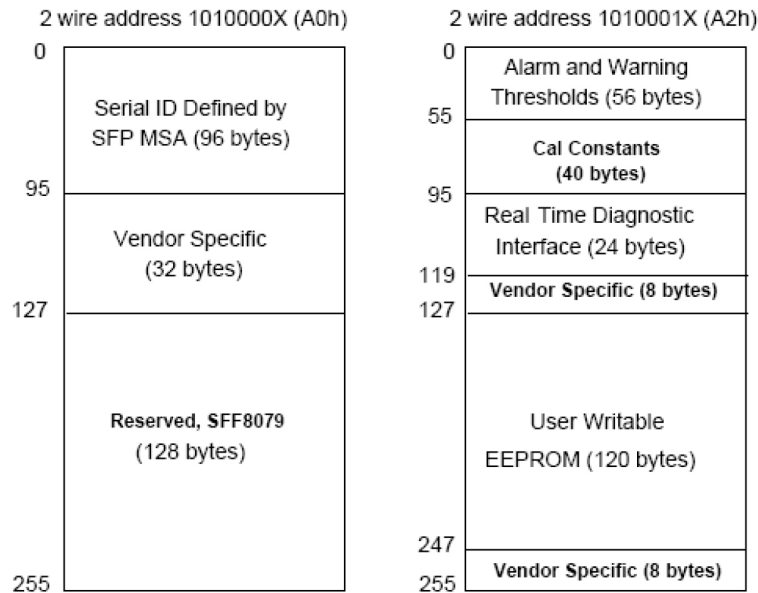 2 wire address 1010000X (A0h)
0
Serial ID Defined by
SFP MSA (96 bytes)
95
Vendor Specific
(32 bytes)
127
Reserved, SFF8079
(128 bytes)
255
2 wire address 1010001X (A2h)
0
Alarm and Warning
Thresholds (56 bytes)
55
Cal Constants
(40 bytes)
95
Real Time Diagnostic
Interface (24 bytes)
119
Vendor Specific (8 bytes)
127
User Writable
EEPROM (120 bytes)
247
Vendor Specific (8 bytes)
255